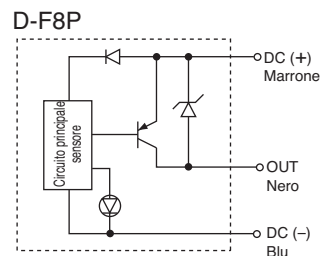 D-F8P
DC (+)
Marrone
Circuito principale
sensore
OUT
Nero
DC (–)
Blu